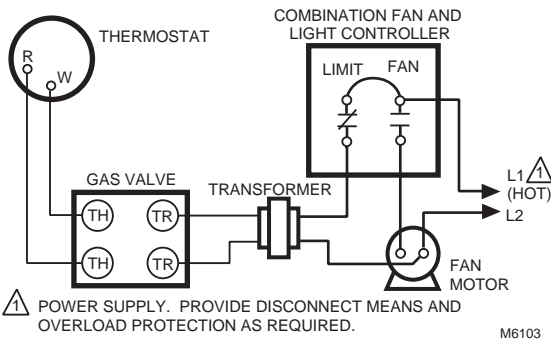 COMBINATION FAN AND
LIGHT CONTROLLER
THERMOSTAT
R
W
LIMIT
FAN
GAS VALVE
TRANSFORMER
TH
TR
TH
TR
L1
1
(HOT)
L2
FAN
MOTOR
1
POWER SUPPLY. PROVIDE DISCONNECT MEANS AND
OVERLOAD PROTECTION AS REQUIRED.
M6103